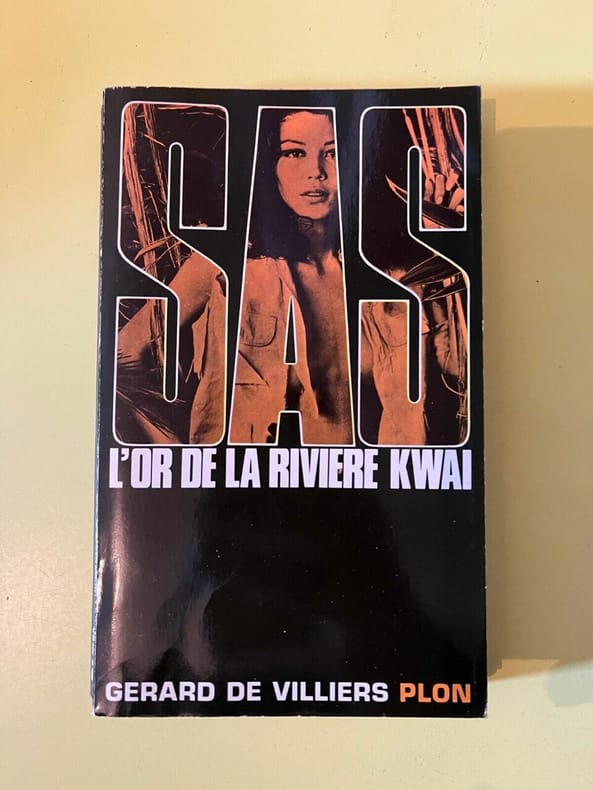 SAS
L'OR DE LA RIVIERE KWAI
GERARD DE VILLIERS PLON